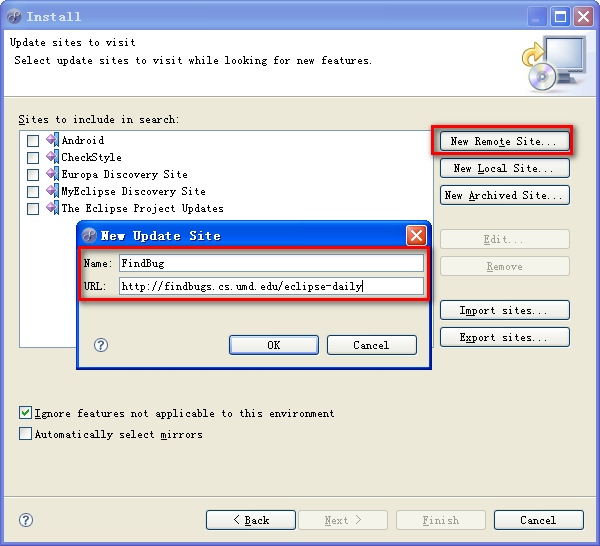 Install
Update sites to visit
Select update sites to visit while looking for new features.
Sites to include in search:
Android
CheckStyle
Europa Discovery Site
MyEclipse Discovery Site
The Eclipse Project Updates
New Remote Site...
New Local Site...
New Archived Site...
Edit...
Remove
Import sites...
Export sites...
New Update Site
Name: FindBug
URL: http://findbugs.cs.umd.edu/eclipse-daily
?
OK
Cancel
Ignore features not applicable to this environment
Automatically select mirrors
?
< Back
Next >
Finish
Cancel